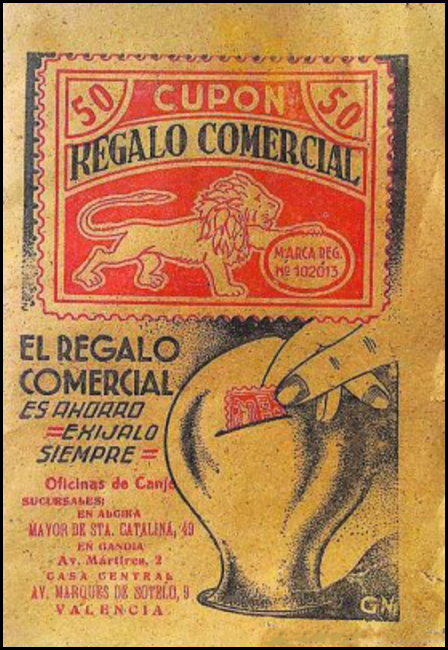 50 CUPON 50
REGALO COMERCIAL
MARCA REG.
Nº 102013
EL REGALO
COMERCIAL
ES AHORRO
=EXIJALO
SIEMPRE=
Oficinas de Canje
SUCURSALES:
EN ALCIRA
MAYOR DE STA. CATALINA, 49
EN GANDIA
Av. Mártires, 2
CASA CENTRAL
AV. MARQUES DE SOTELO, 9
VALENCIA
GN